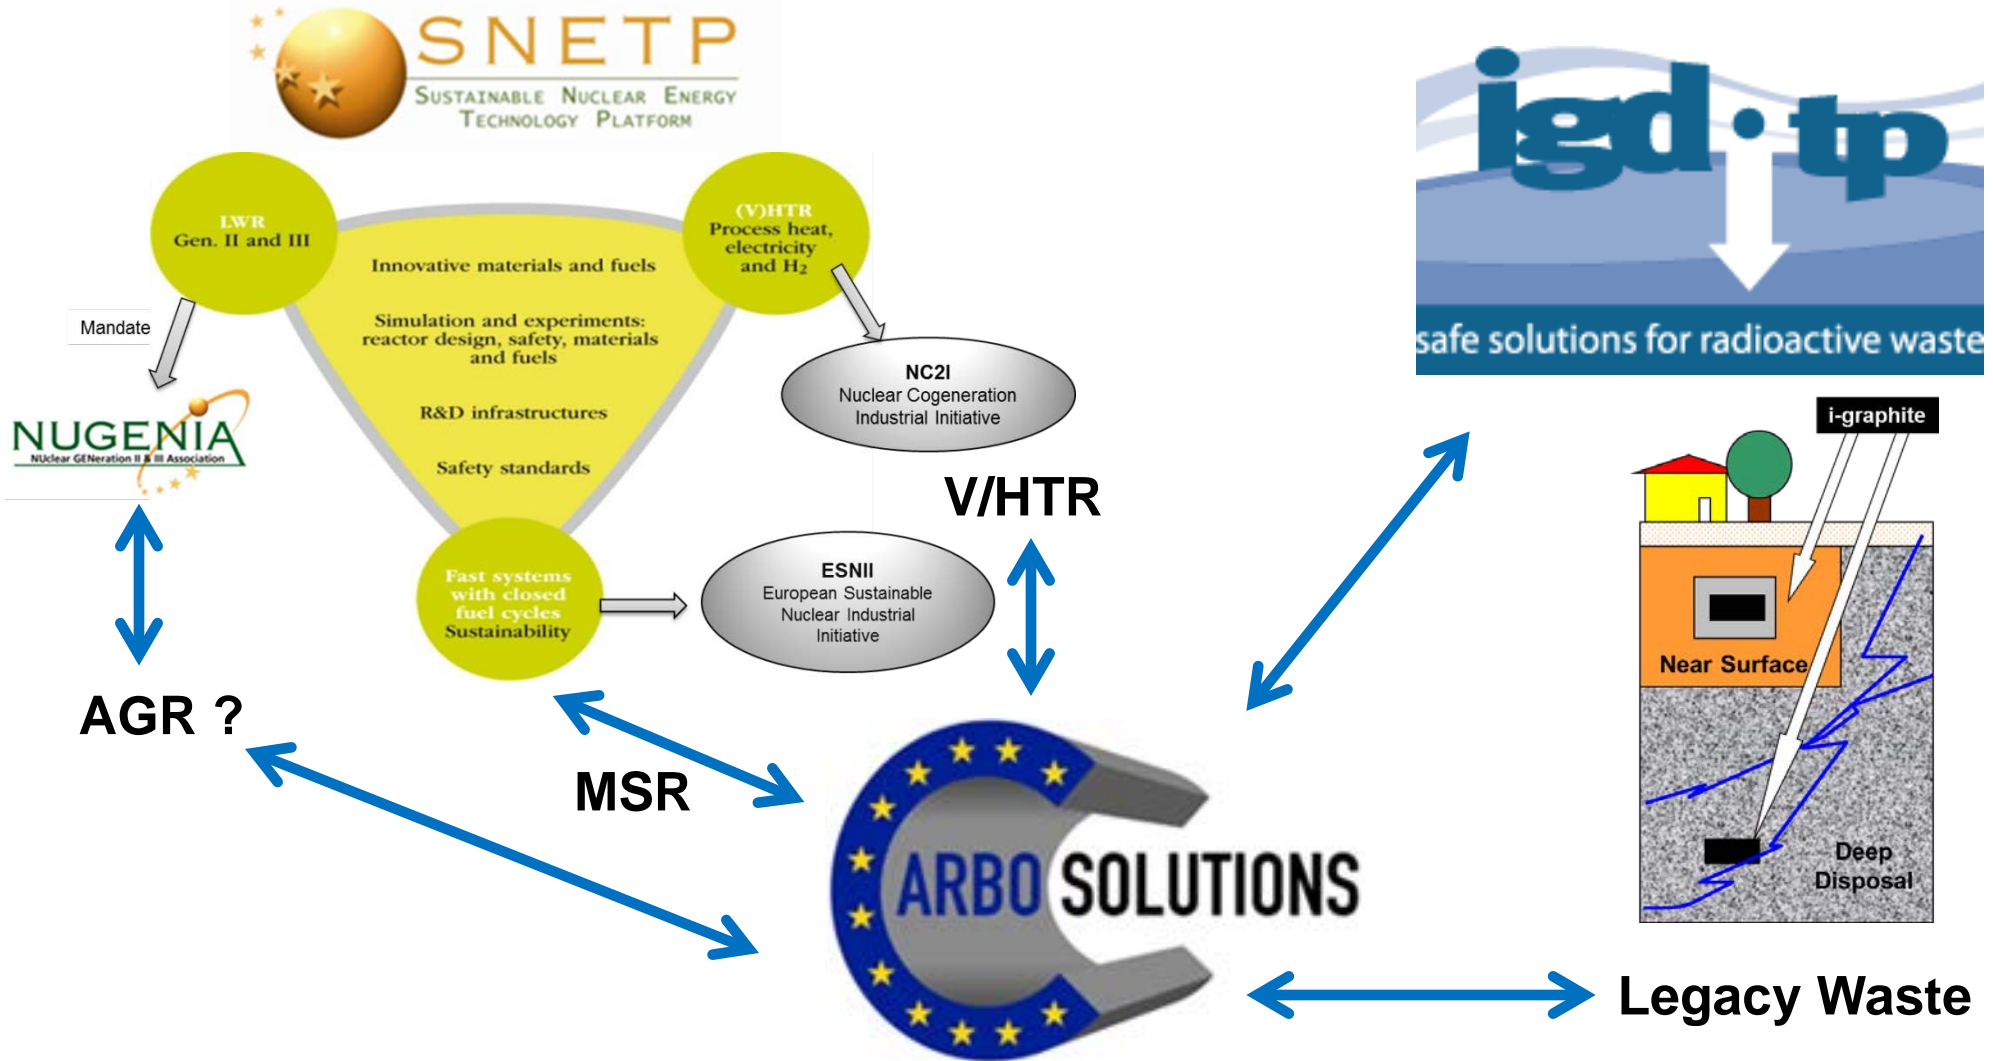 SNETP
SUSTAINABLE NUCLEAR ENERGY
TECHNOLOGY PLATFORM
LWR
Gen. II and III
(V)HTR
Process heat,
electricity
and H₂
Innovative materials and fuels
Simulation and experiments:
reactor design, safety, materials
and fuels
R&D infrastructures
Safety standards
Mandate
NUGENIA
NUclear GENeration II & III Association
NC2I
Nuclear Cogeneration
Industrial Initiative
Fast systems
with closed
fuel cycles
Sustainability
ESNII
European Sustainable
Nuclear Industrial
Initiative
V/HTR
AGR ?
MSR
CARBOSOLUTIONS
igd·tp
safe solutions for radioactive waste
i-graphite
Near Surface
Deep
Disposal
Legacy Waste